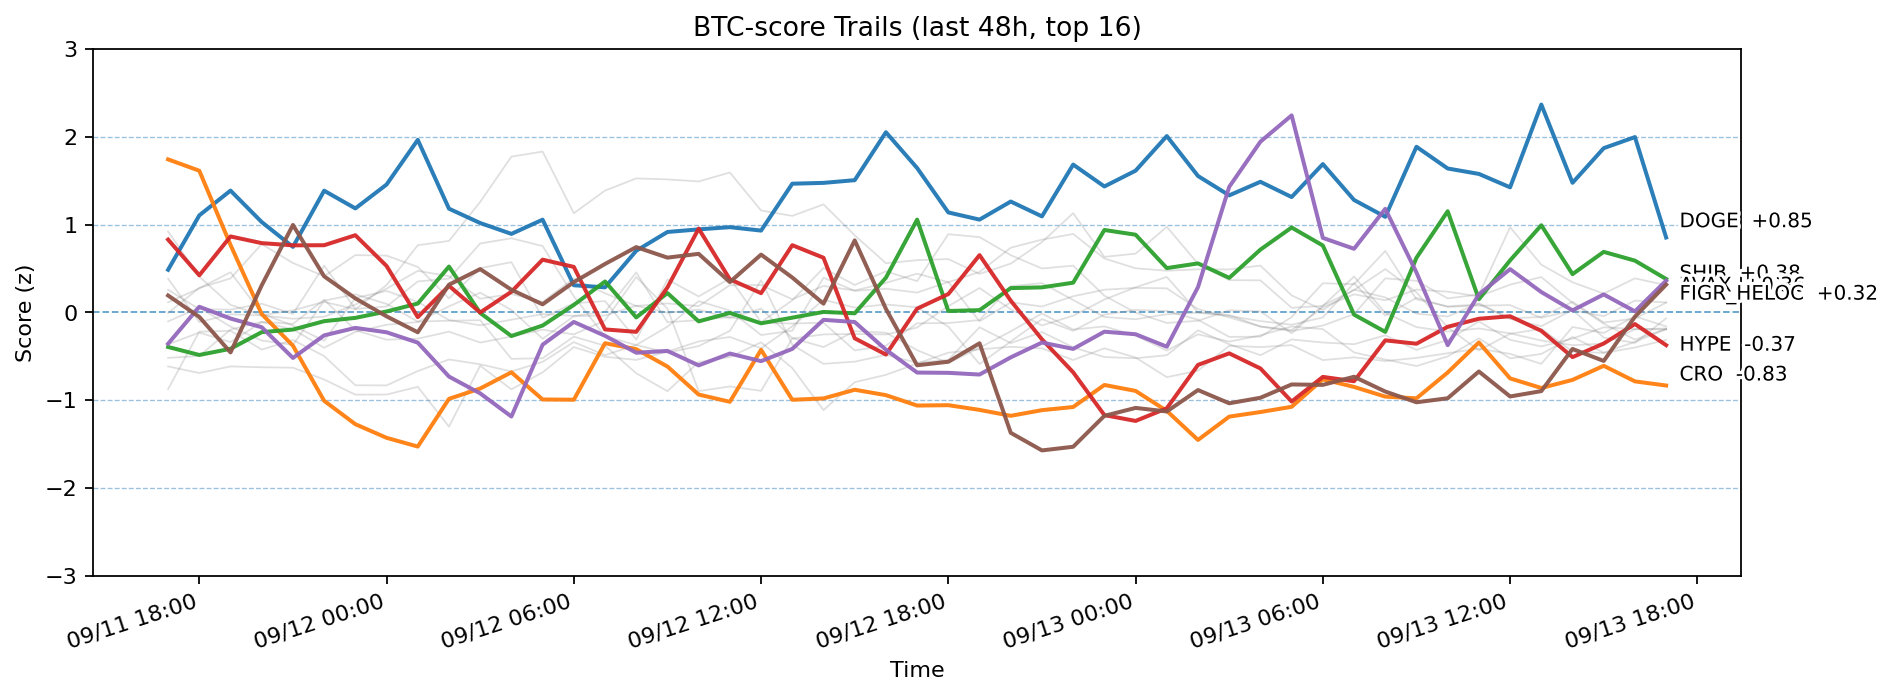 BTC-score Trails (last 48h, top 16)
Score (z)
3
2
1
0
−1
−2
−3
DOGE +0.85
SHIB +0.38
FIGR_HELOC +0.32
HYPE -0.37
CRO -0.83
09/11 18:00
09/12 00:00
09/12 06:00
09/12 12:00
09/12 18:00
09/13 00:00
09/13 06:00
09/13 12:00
09/13 18:00
Time